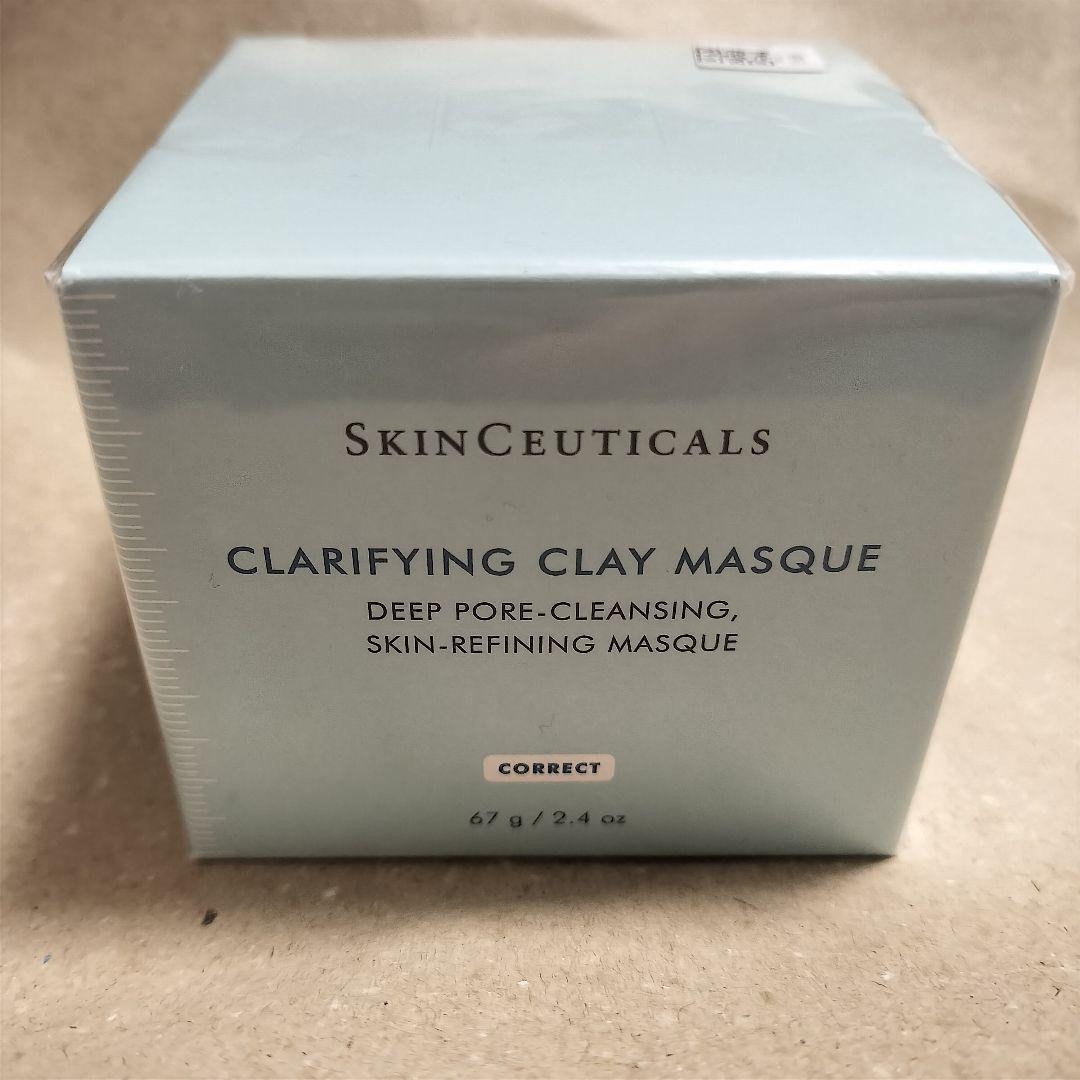 SKINCEUTICALS
CLARIFYING CLAY MASQUE
DEEP PORE-CLEANSING,
SKIN-REFINING MASQUE
CORRECT
67 g / 2.4 oz